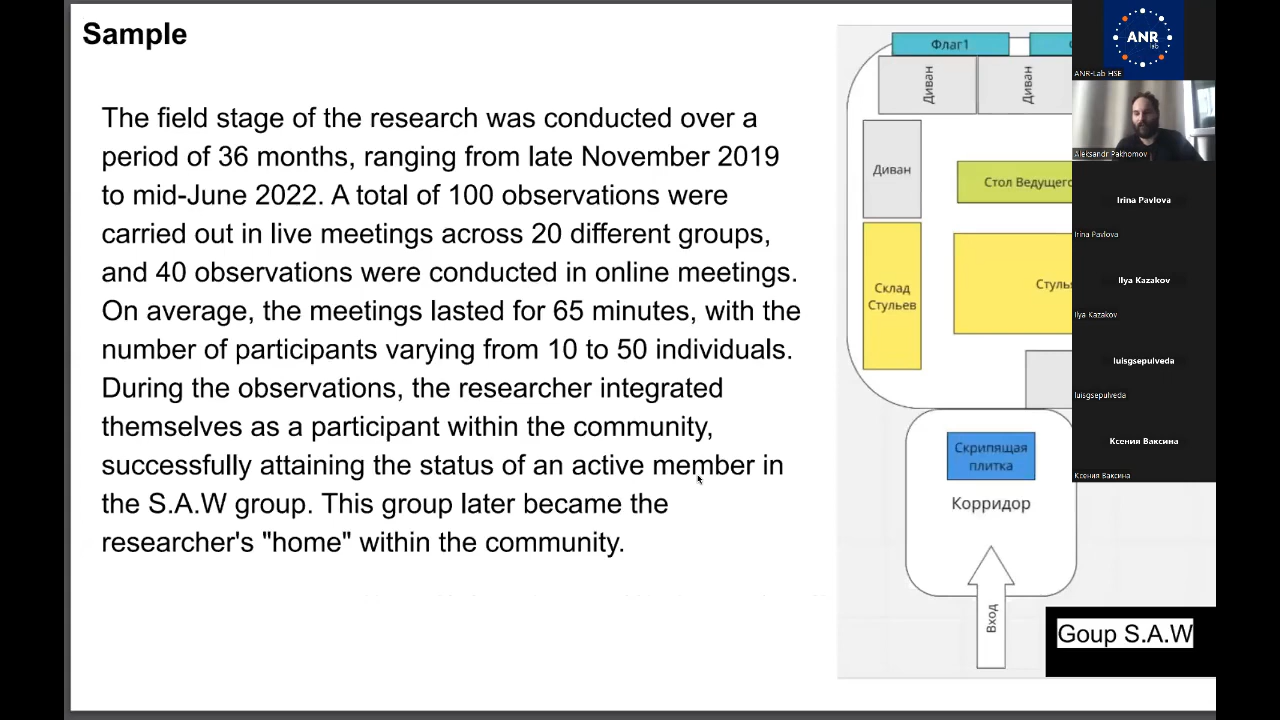 Sample
The field stage of the research was conducted over a
period of 36 months, ranging from late November 2019
to mid-June 2022. A total of 100 observations were
carried out in live meetings across 20 different groups,
and 40 observations were conducted in online meetings.
On average, the meetings lasted for 65 minutes, with the
number of participants varying from 10 to 50 individuals.
During the observations, the researcher integrated
themselves as a participant within the community,
successfully attaining the status of an active member in
the S.A.W group. This group later became the
researcher's "home" within the community.
Флаг1
Диван
Диван
Диван
Стол Ведущего
Склад
Стульев
Скрипящая
плитка
Корридор
Вход
Goup S.A.W
ANR
lab
ANR-Lab HSE
Aleksandr Pakhomov
Irina Pavlova
Irina Pavlova
Ilya Kazakov
Ilya Kazakov
luisgsepulveda
luisgsepulveda
Ксения Ваксина
Ксения Ваксина